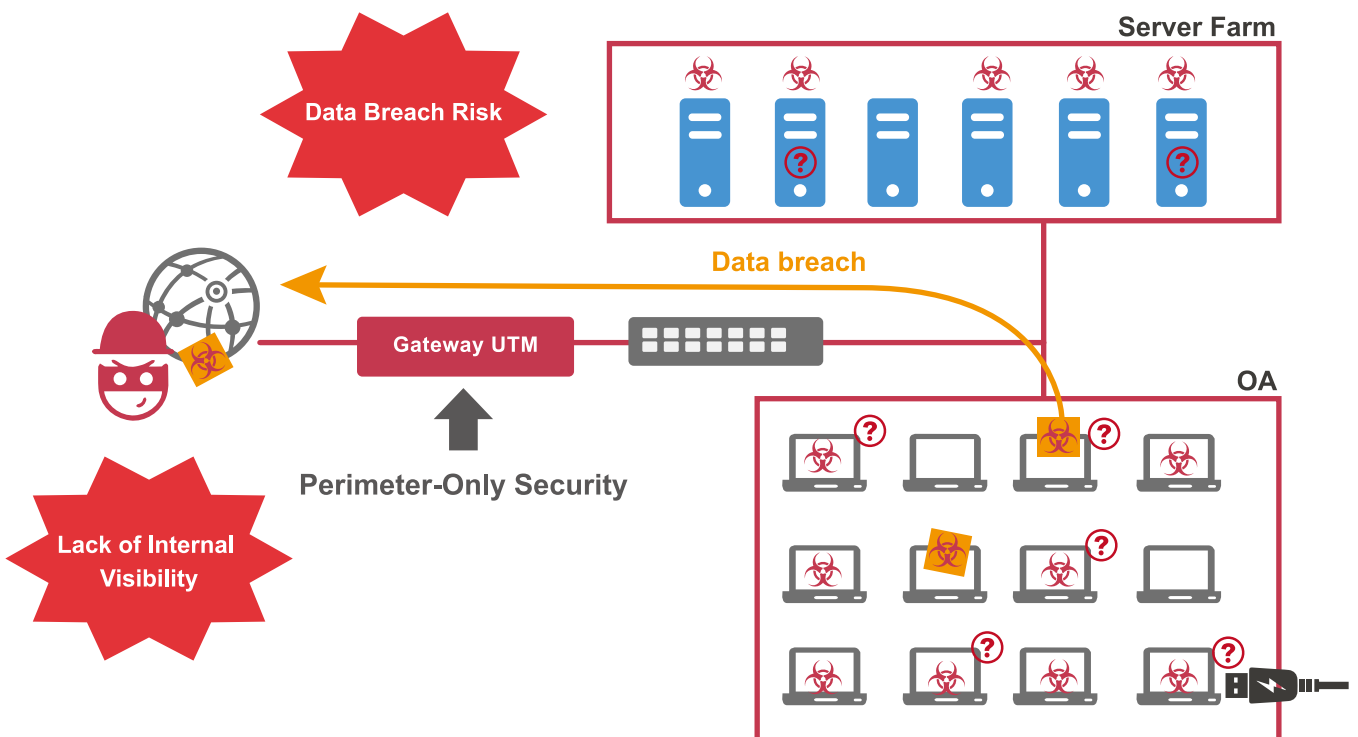 Server Farm
Data Breach Risk
?
?
Data breach
Gateway UTM
OA
?
?
Perimeter-Only Security
Lack of Internal
Visibility
?
?
?